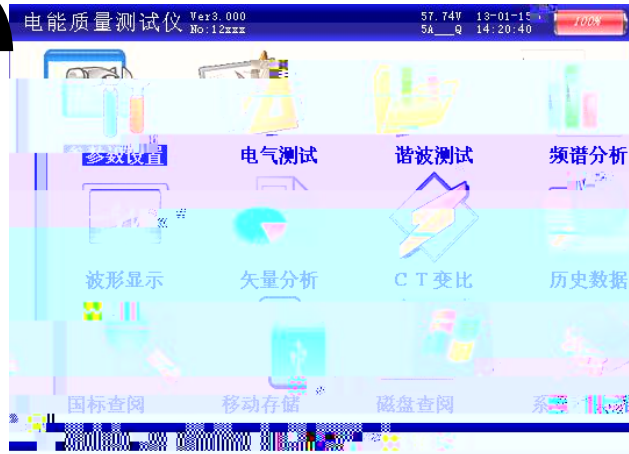 电能质量测试仪 Ver3.000 57.74V 13-01-15
No:12xxx 5A___Q 14:20:40 100%
参数设置 电气测试 谐波测试 频谱分析
波形显示 矢量分析 CT变比 历史数据
国标查阅 移动存储 磁盘查阅 系